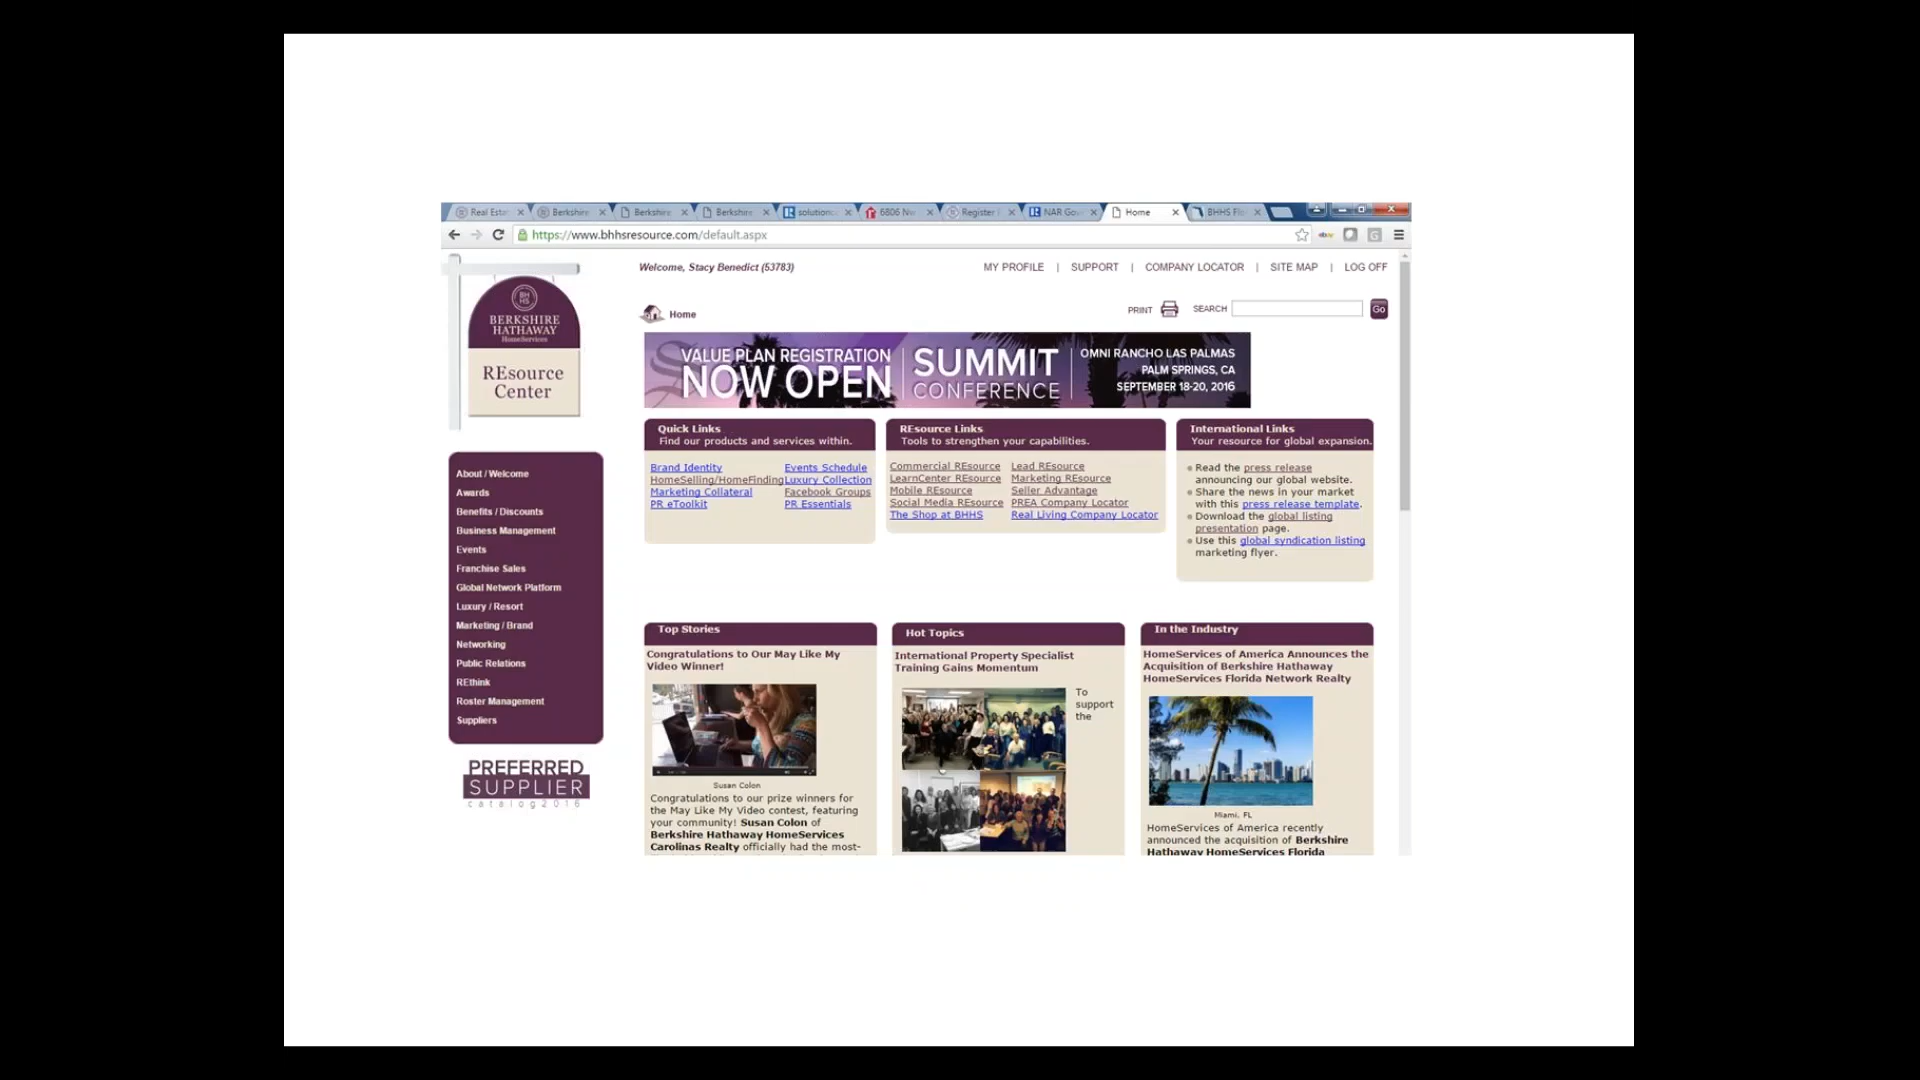 Real Esta
Berkshire
Berkshire
Berkshire
solutionc
6806 Nw
Register /
NAR Gov
Home
BHHS Flo
https://www.bhhsresource.com/default.aspx
Welcome, Stacy Benedict (53783)
MY PROFILE | SUPPORT | COMPANY LOCATOR | SITE MAP | LOG OFF
BH
HS
BERKSHIRE
HATHAWAY
HomeServices
REsource
Center
Home
PRINT
SEARCH
Go
VALUE PLAN REGISTRATION
NOW OPEN
SUMMIT
CONFERENCE
OMNI RANCHO LAS PALMAS
PALM SPRINGS, CA
SEPTEMBER 18-20, 2016
About / Welcome
Awards
Benefits / Discounts
Business Management
Events
Franchise Sales
Global Network Platform
Luxury / Resort
Marketing / Brand
Networking
Public Relations
REthink
Roster Management
Suppliers
PREFERRED
SUPPLIER
catalog2016
Quick Links
Find our products and services within.
Brand Identity Events Schedule
HomeSelling/HomeFinding Luxury Collection
Marketing Collateral Facebook Groups
PR eToolkit PR Essentials
REsource Links
Tools to strengthen your capabilities.
Commercial REsource Lead REsource
LearnCenter REsource Marketing REsource
Mobile REsource Seller Advantage
Social Media REsource PREA Company Locator
The Shop at BHHS Real Living Company Locator
International Links
Your resource for global expansion.
Read the press release
announcing our global website.
Share the news in your market
with this press release template.
Download the global listing
presentation page.
Use this global syndication listing
marketing flyer.
Top Stories
Congratulations to Our May Like My
Video Winner!
Susan Colon
Congratulations to our prize winners for
the May Like My Video contest, featuring
your community! Susan Colon of
Berkshire Hathaway HomeServices
Carolinas Realty officially had the most-
Hot Topics
International Property Specialist
Training Gains Momentum
To
support
the
In the Industry
HomeServices of America Announces the
Acquisition of Berkshire Hathaway
HomeServices Florida Network Realty
Miami, FL
HomeServices of America recently
announced the acquisition of Berkshire
Hathaway HomeServices Florida